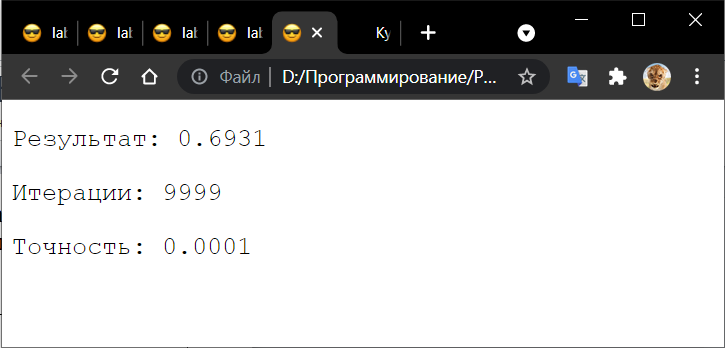 lab
lab
lab
lab
Ку
Файл
D:/Программирование/P...
Результат: 0.6931
Итерации: 9999
Точность: 0.0001